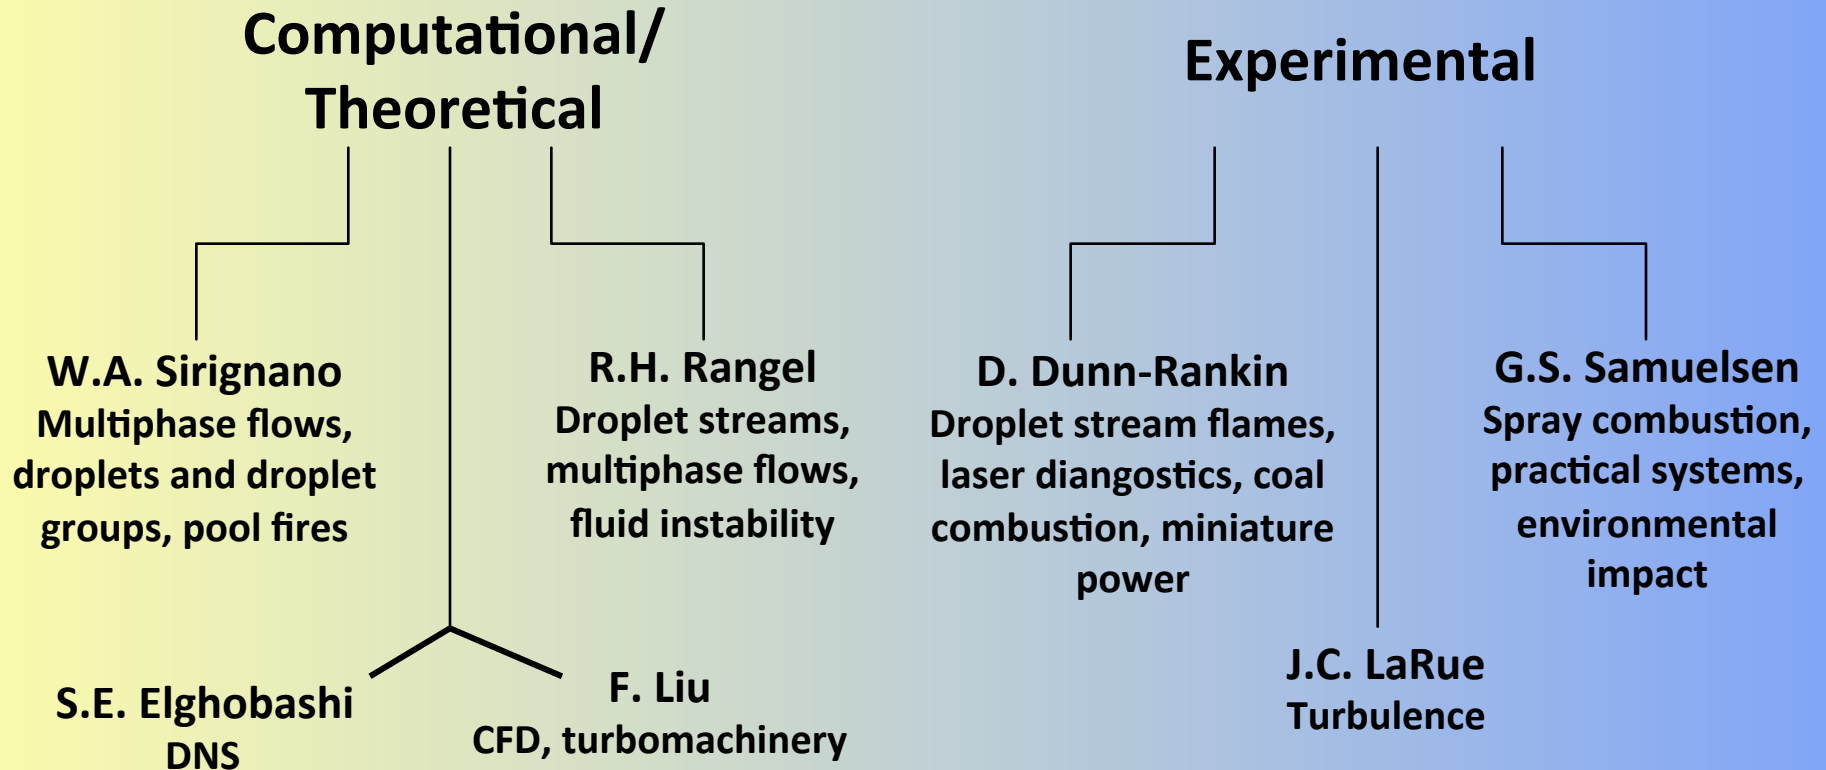 Computational/
Theoretical
W.A. Sirignano
Multiphase flows,
droplets and droplet
groups, pool fires
R.H. Rangel
Droplet streams,
multiphase flows,
fluid instability
S.E. Elghobashi
DNS
F. Liu
CFD, turbomachinery
Experimental
D. Dunn-Rankin
Droplet stream flames,
laser diangostics, coal
combustion, miniature
power
G.S. Samuelsen
Spray combustion,
practical systems,
environmental
impact
J.C. LaRue
Turbulence